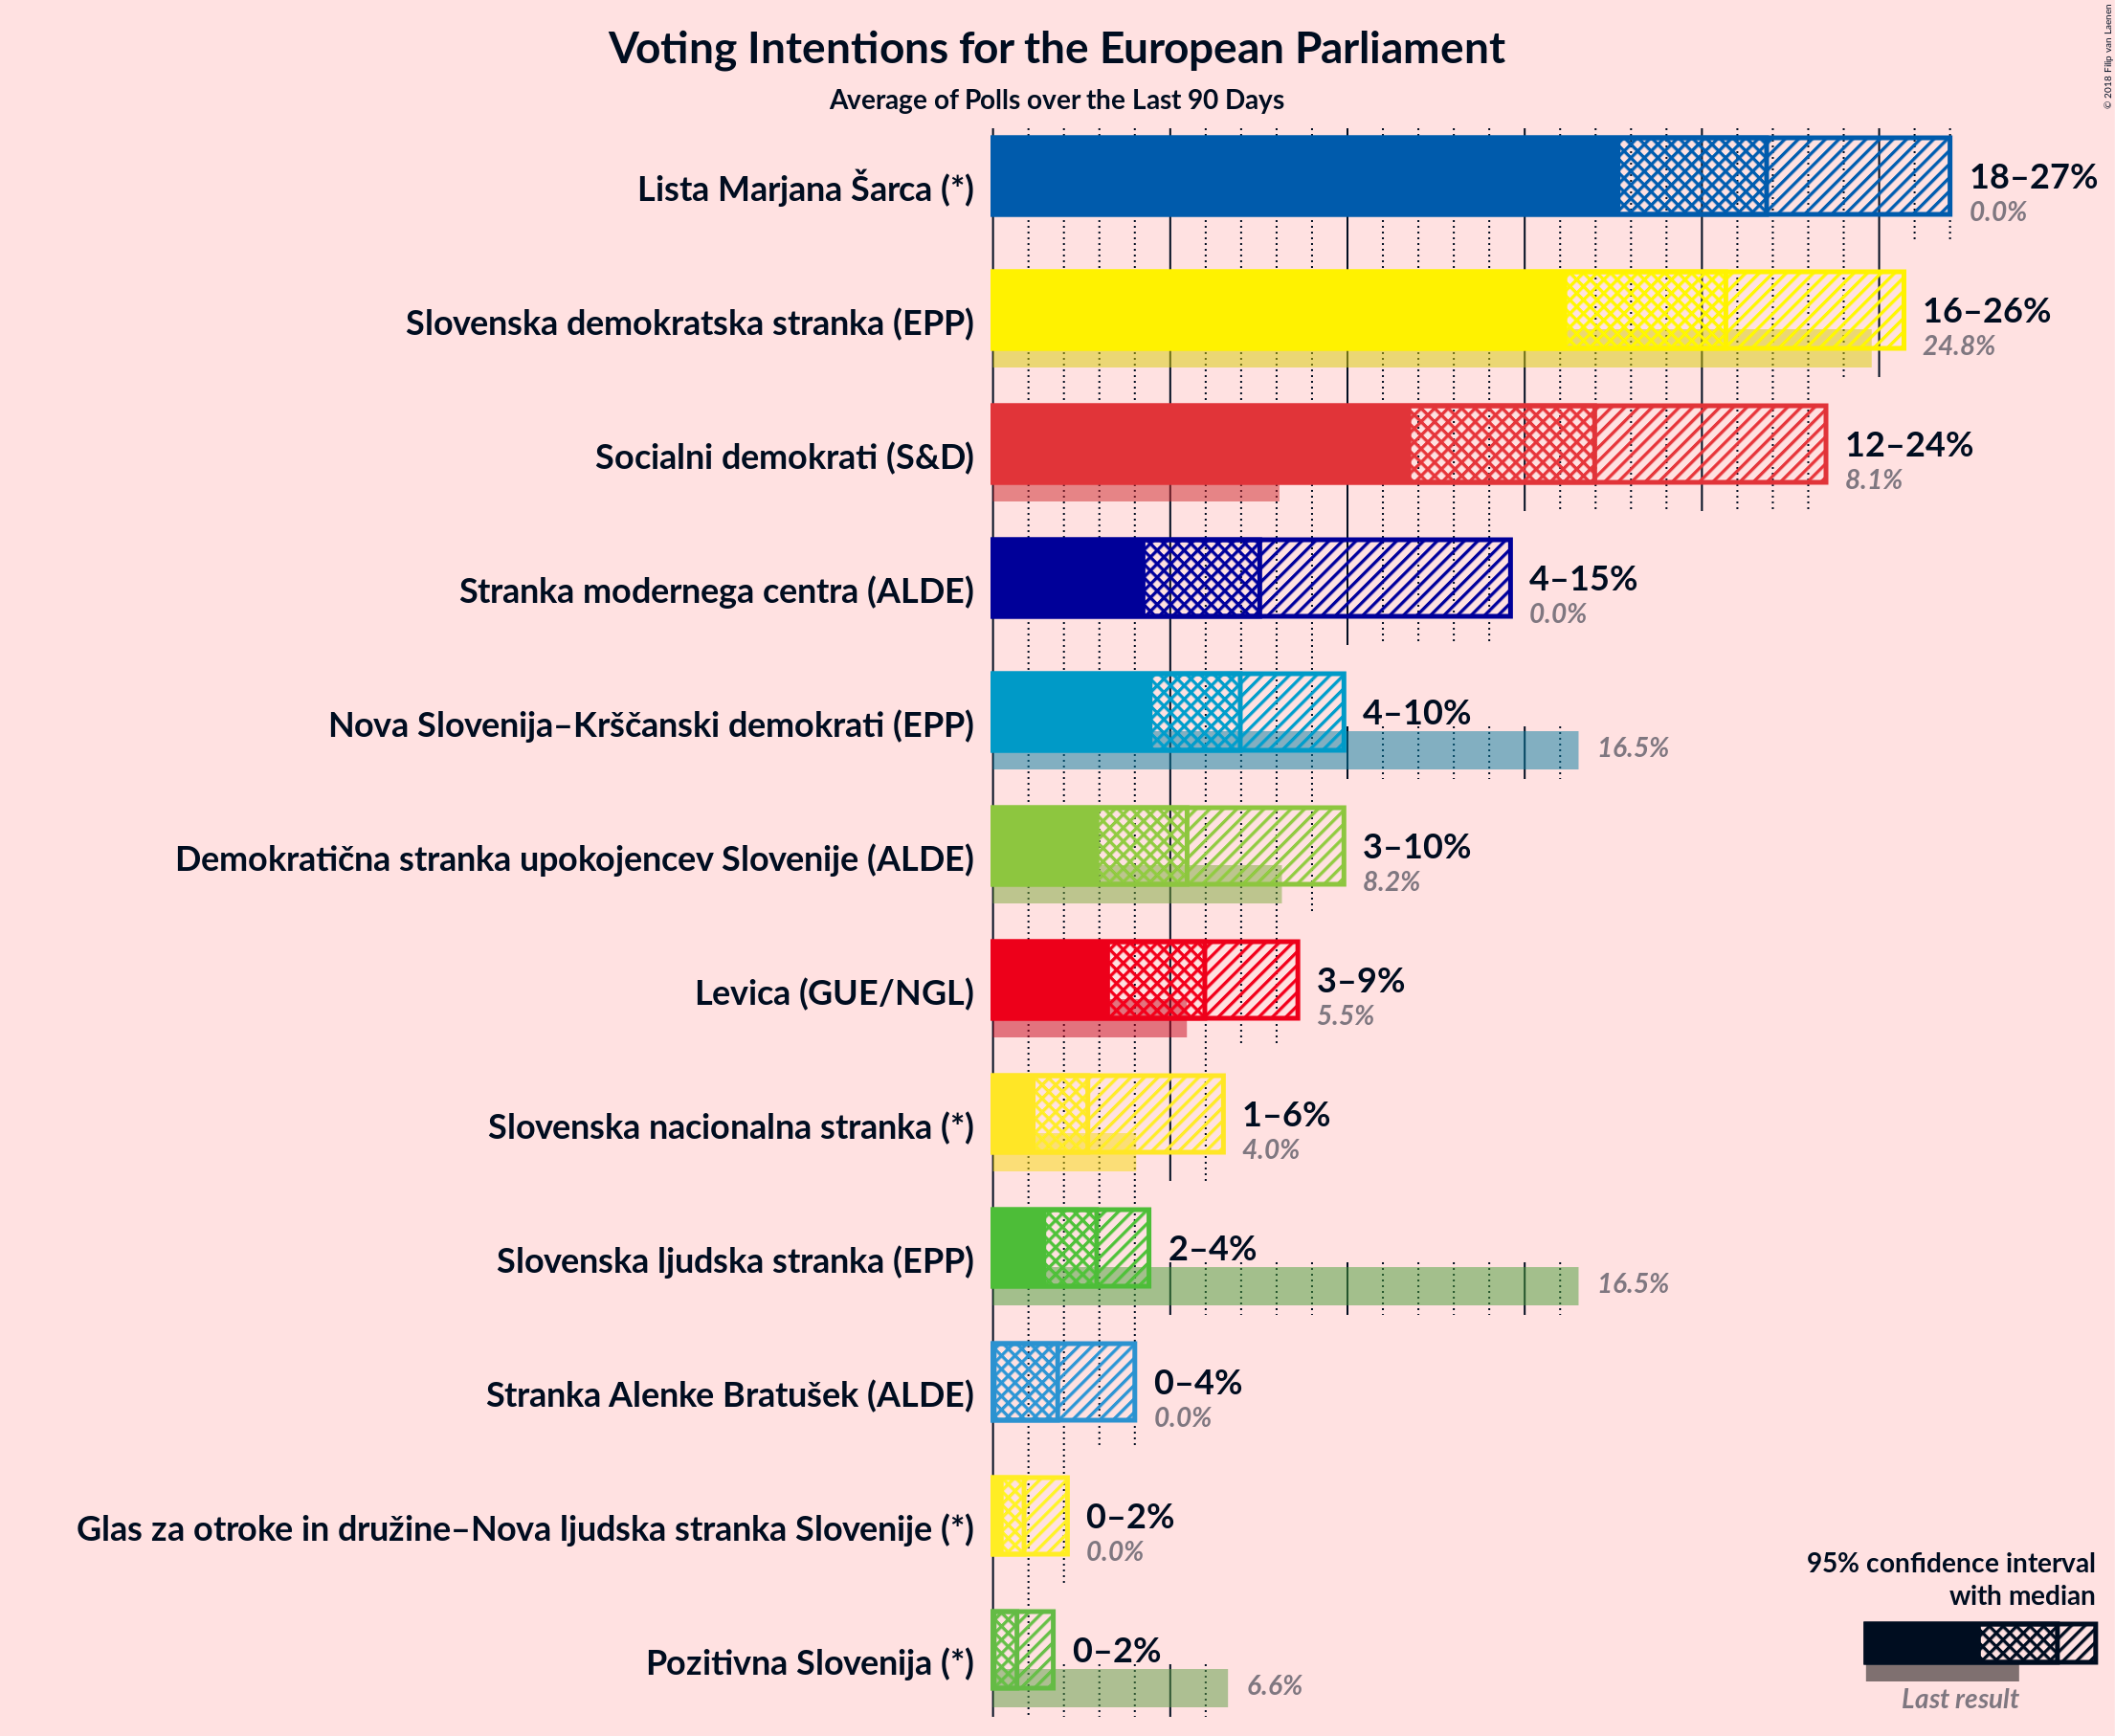 © 2018 Filip van Laenen
Voting Intentions for the European Parliament
Average of Polls over the Last 90 Days
Lista Marjana Šarca (*)
18–27%
0.0%
Slovenska demokratska stranka (EPP)
16–26%
24.8%
Socialni demokrati (S&D)
12–24%
8.1%
Stranka modernega centra (ALDE)
4–15%
0.0%
Nova Slovenija–Krščanski demokrati (EPP)
4–10%
16.5%
Demokratična stranka upokojencev Slovenije (ALDE)
3–10%
8.2%
Levica (GUE/NGL)
3–9%
5.5%
Slovenska nacionalna stranka (*)
1–6%
4.0%
Slovenska ljudska stranka (EPP)
2–4%
16.5%
Stranka Alenke Bratušek (ALDE)
0–4%
0.0%
Glas za otroke in družine–Nova ljudska stranka Slovenije (*)
0–2%
0.0%
Pozitivna Slovenija (*)
0–2%
6.6%
95% confidence interval
with median
Last result